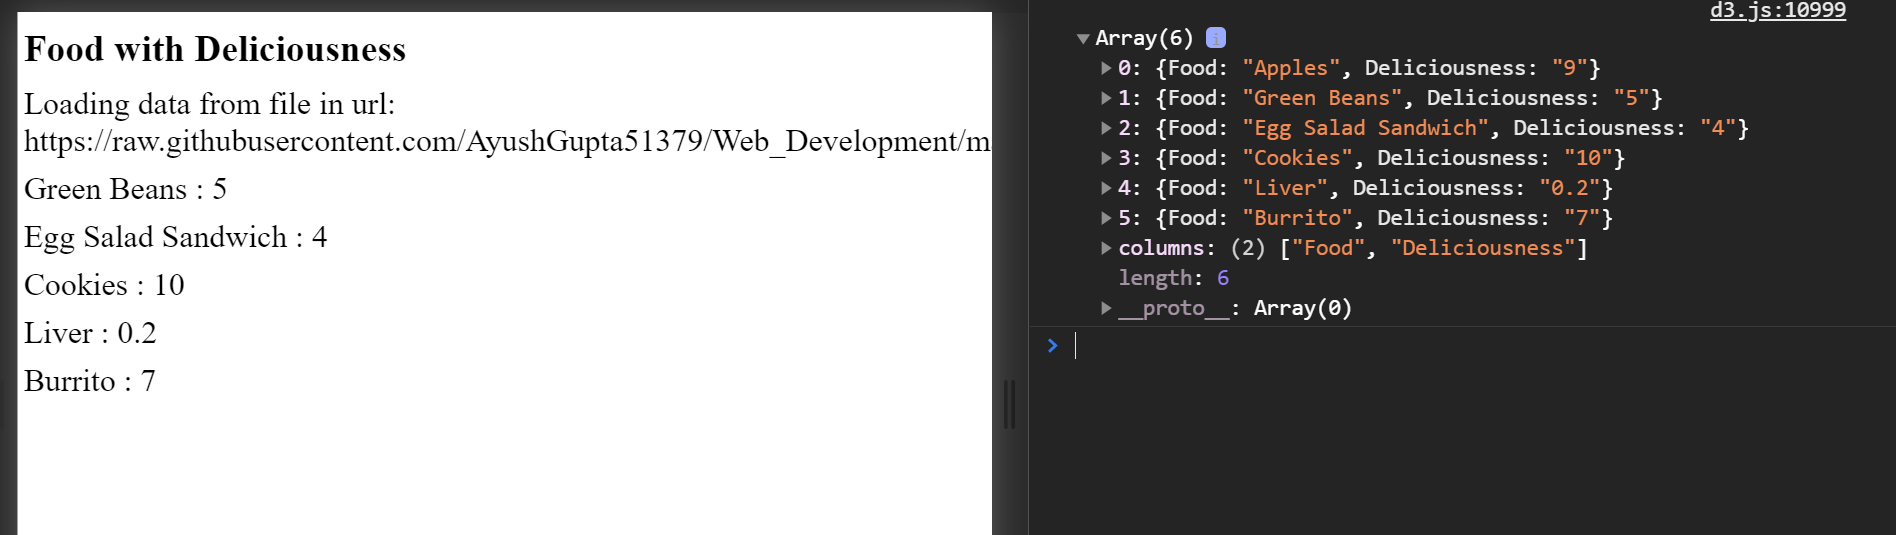 Food with Deliciousness
Loading data from file in url:
https://raw.githubusercontent.com/AyushGupta51379/Web_Development/m
Green Beans : 5
Egg Salad Sandwich : 4
Cookies : 10
Liver : 0.2
Burrito : 7
d3.js:10999
Array(6) i
0: {Food: "Apples", Deliciousness: "9"}
1: {Food: "Green Beans", Deliciousness: "5"}
2: {Food: "Egg Salad Sandwich", Deliciousness: "4"}
3: {Food: "Cookies", Deliciousness: "10"}
4: {Food: "Liver", Deliciousness: "0.2"}
5: {Food: "Burrito", Deliciousness: "7"}
columns: (2) ["Food", "Deliciousness"]
length: 6
__proto__: Array(0)